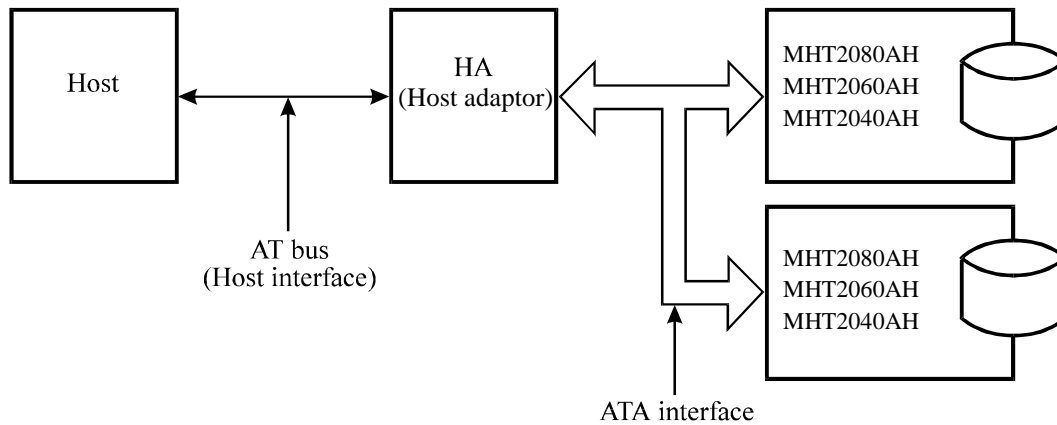 Host
HA
(Host adaptor)
MHT2080AH
MHT2060AH
MHT2040AH
AT bus
(Host interface)
MHT2080AH
MHT2060AH
MHT2040AH
ATA interface